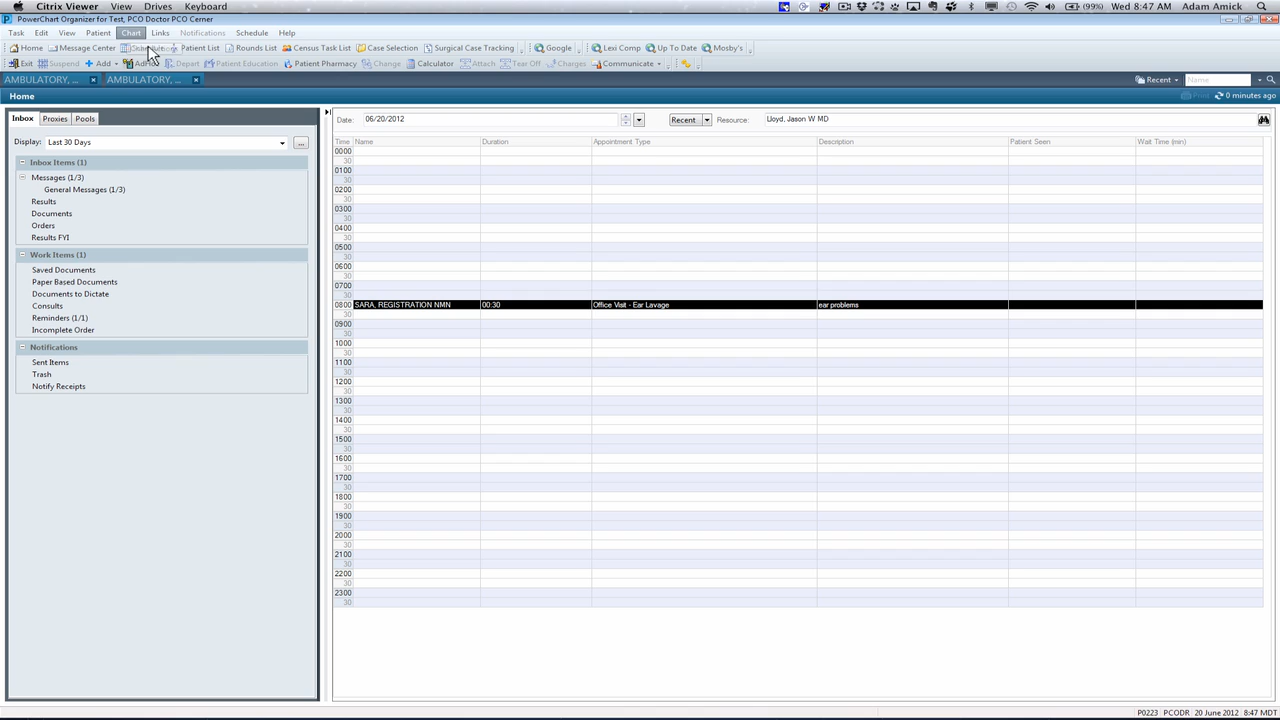 Citrix Viewer View Drives Keyboard (99%) Wed 8:47 AM Adam Amick
PowerChart Organizer for Test, PCO Doctor PCO Cerner
Task Edit View Patient Chart Links Notifications Schedule Help
Home Message Center Patient List Rounds List Census Task List Case Selection Surgical Case Tracking Google Lexi Comp Up To Date Mosby's
Exit Suspend Add Depart Patient Education Patient Pharmacy Change Calculator Attach Tear Off Charges Communicate
AMBULATORY, ... AMBULATORY, ... Recent Name
Home Print 0 minutes ago
Inbox Proxies Pools
Date: 06/20/2012 Recent Resource: Lloyd, Jason W MD
Display: Last 30 Days ...
Time Name Duration Appointment Type Description Patient Seen Wait Time (min)
Inbox Items (1)
Messages (1/3)
General Messages (1/3)
Results
Documents
Orders
Results FYI
Work Items (1)
Saved Documents
Paper Based Documents
Documents to Dictate
Consults
Reminders (1/1)
Incomplete Order
Notifications
Sent Items
Trash
Notify Receipts
0000
30
0100
30
0200
30
0300
30
0400
30
0500
30
0600
30
0700
30
0800 SARA, REGISTRATION NMN 00:30 Office Visit - Ear Lavage ear problems
30
0900
30
1000
30
1100
30
1200
30
1300
30
1400
30
1500
30
1600
30
1700
30
1800
30
1900
30
2000
30
2100
30
2200
30
2300
30
P0223 PCODR 20 June 2012 8:47 MDT